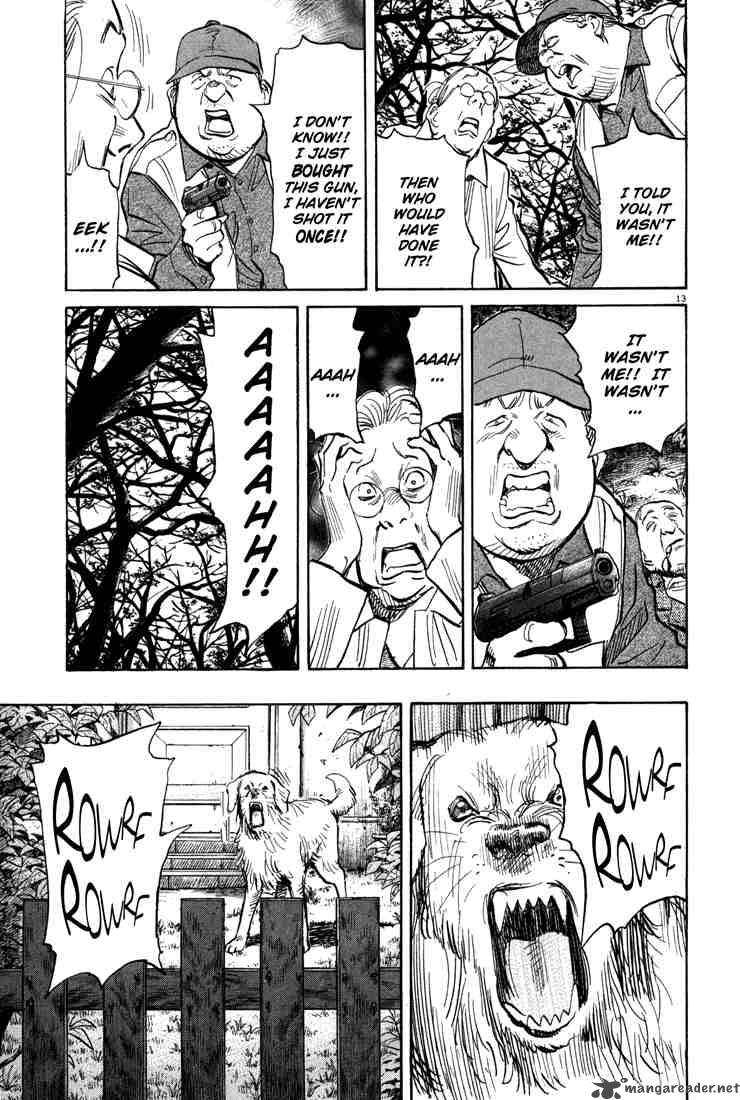 I TOLD
YOU, IT
WASN'T
ME!!
THEN
WHO
WOULD
HAVE
DONE
IT?!
I DON'T
KNOW!!
I JUST
BOUGHT
THIS GUN,
I HAVEN'T
SHOT IT
ONCE!!
EEK
...!!
13
IT
WASN'T
ME!! IT
WASN'T
...
AAAH
...
AAAH
...
AAAAAHH!!
ROWRF
ROWRF
ROWRF
ROWRF
mangareader.net